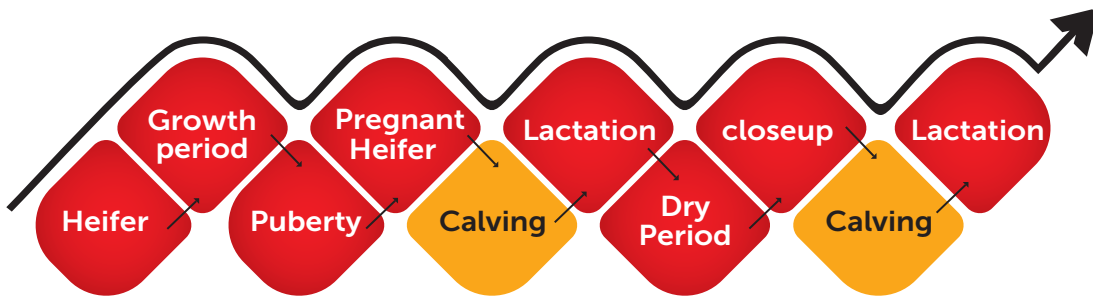 Heifer
Growth
period
Puberty
Pregnant
Heifer
Calving
Lactation
Dry
Period
closeup
Calving
Lactation